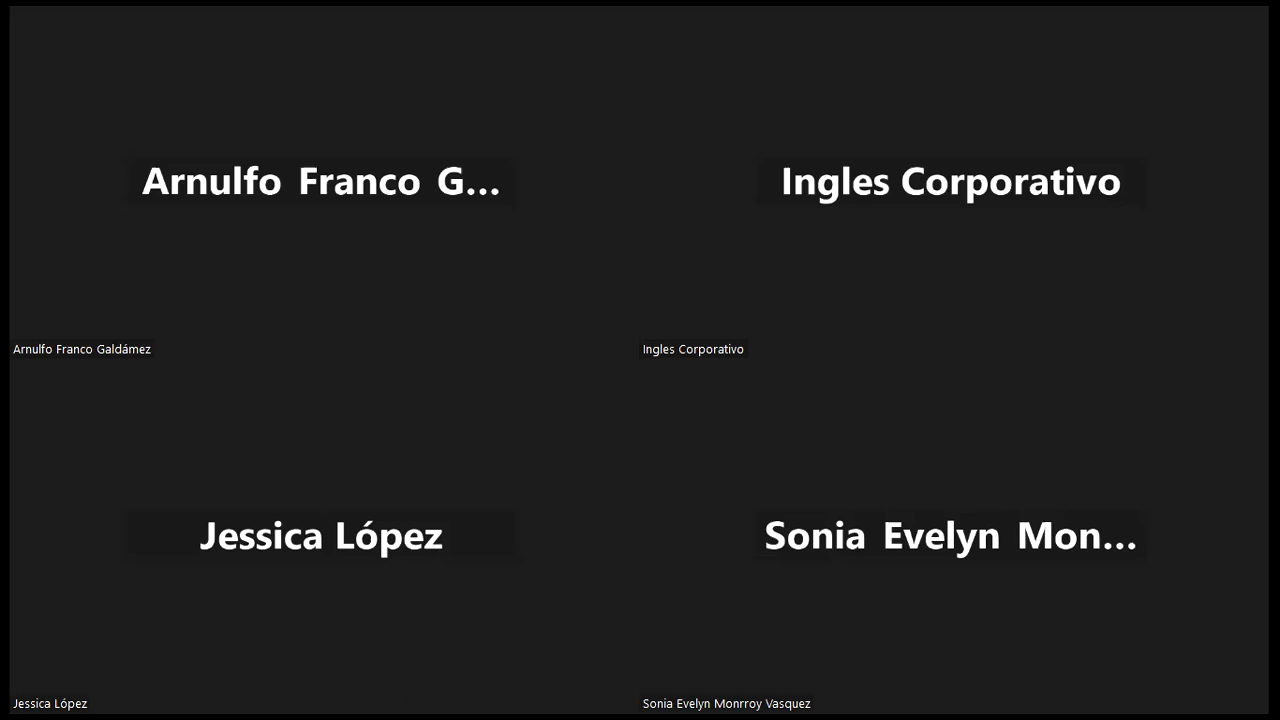 Arnulfo Franco G...
Ingles Corporativo
Arnulfo Franco Galdámez
Ingles Corporativo
Jessica López
Sonia Evelyn Mon...
Jessica López
Sonia Evelyn Monrroy Vasquez